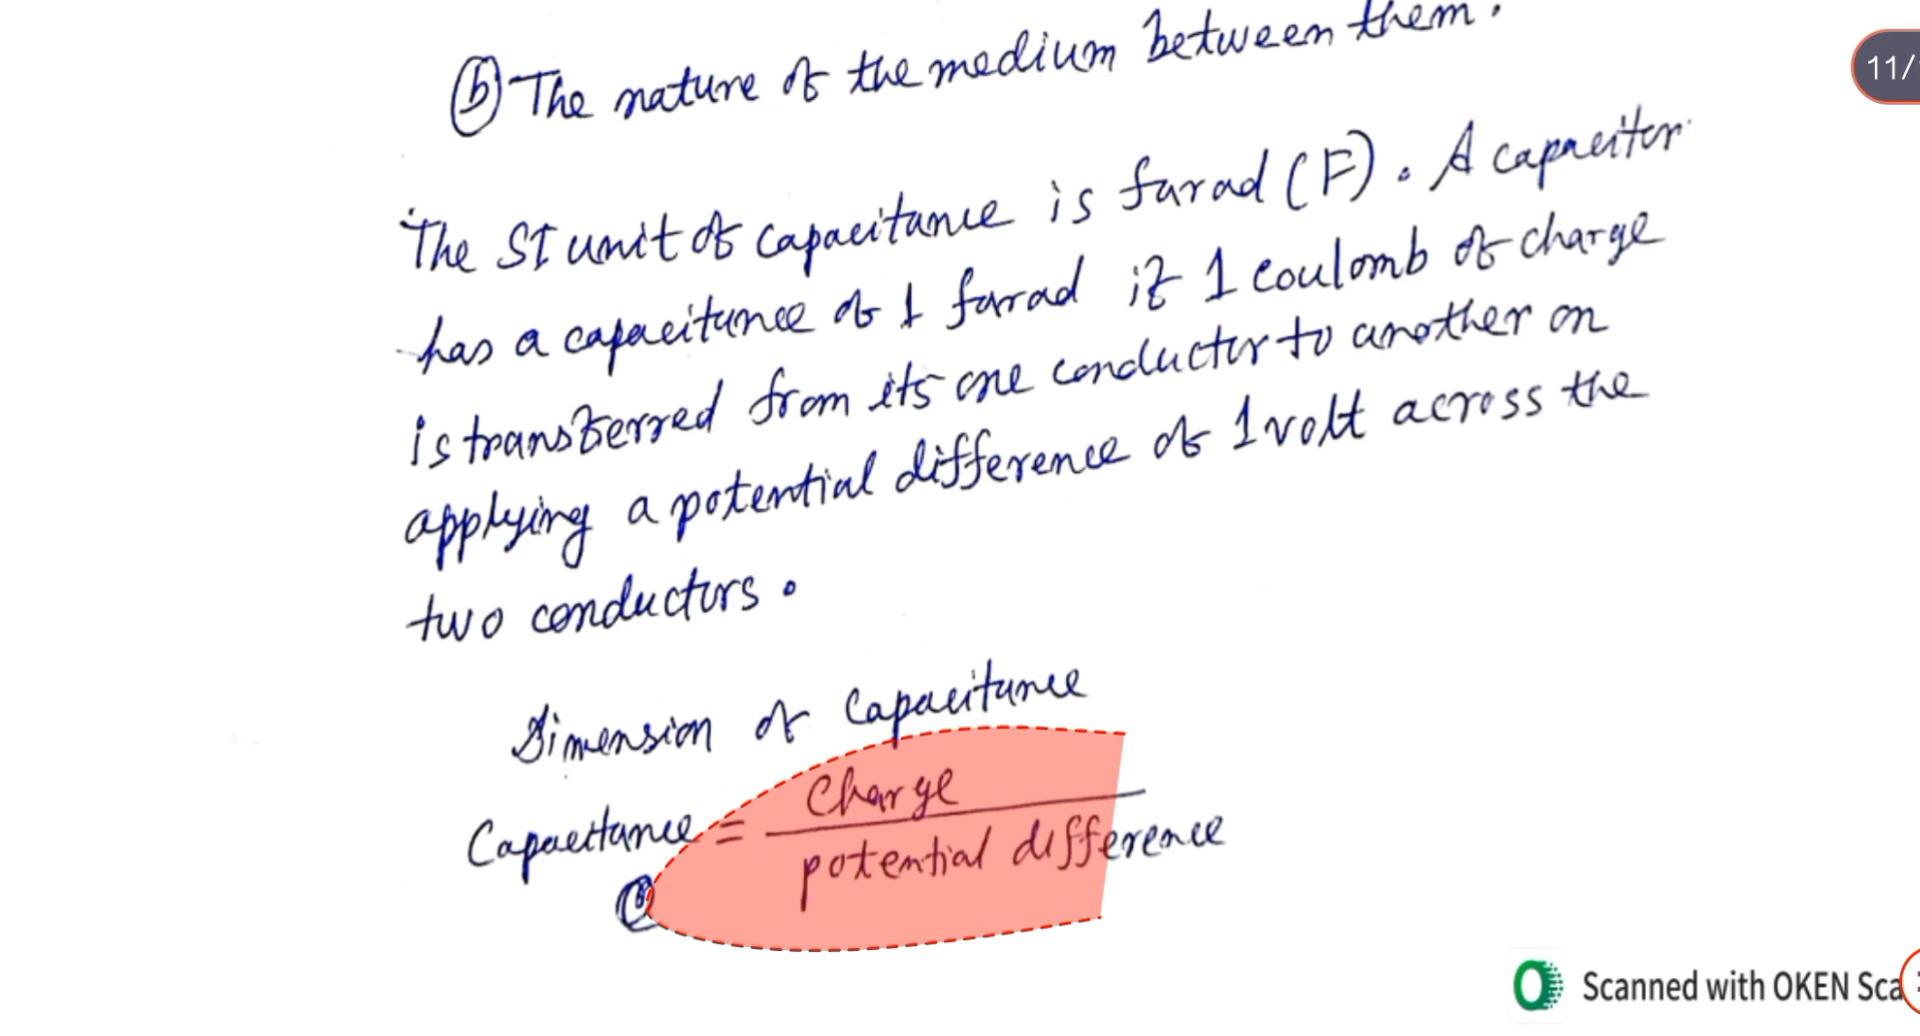 ⓑ The nature of the medium between them.
11/
The SI unit of capacitance is farad (F). A capacitor
has a capacitance of 1 farad if 1 coulomb of charge
is transferred from its one conductor to another on
applying a potential difference of 1 volt across the
two conductors.
Dimension of Capacitance
Capacitance = Charge
potential difference
Scanned with OKEN Sca